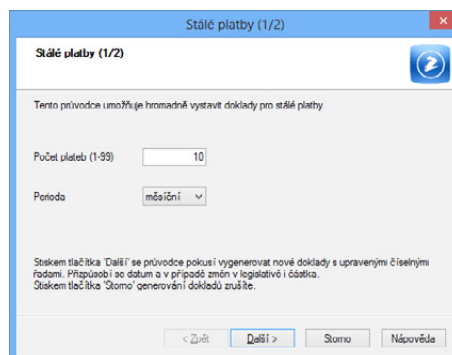 Stálé platby (1/2)
Stálé platby (1/2)
Tento průvodce umožňuje hromadně vystavit doklady pro stálé platby.
Počet plateb (1-99) 10
Perioda měsíční
Stiskem tlačítka 'Další' se průvodce pokusí vygenerovat nové doklady s upravenými číselnými
řadami. Přizpůsobí se datum a v případě změn v legislativě i částka.
Stiskem tlačítka 'Storno' generování dokladů zrušíte.
< Zpět Další > Storno Nápověda